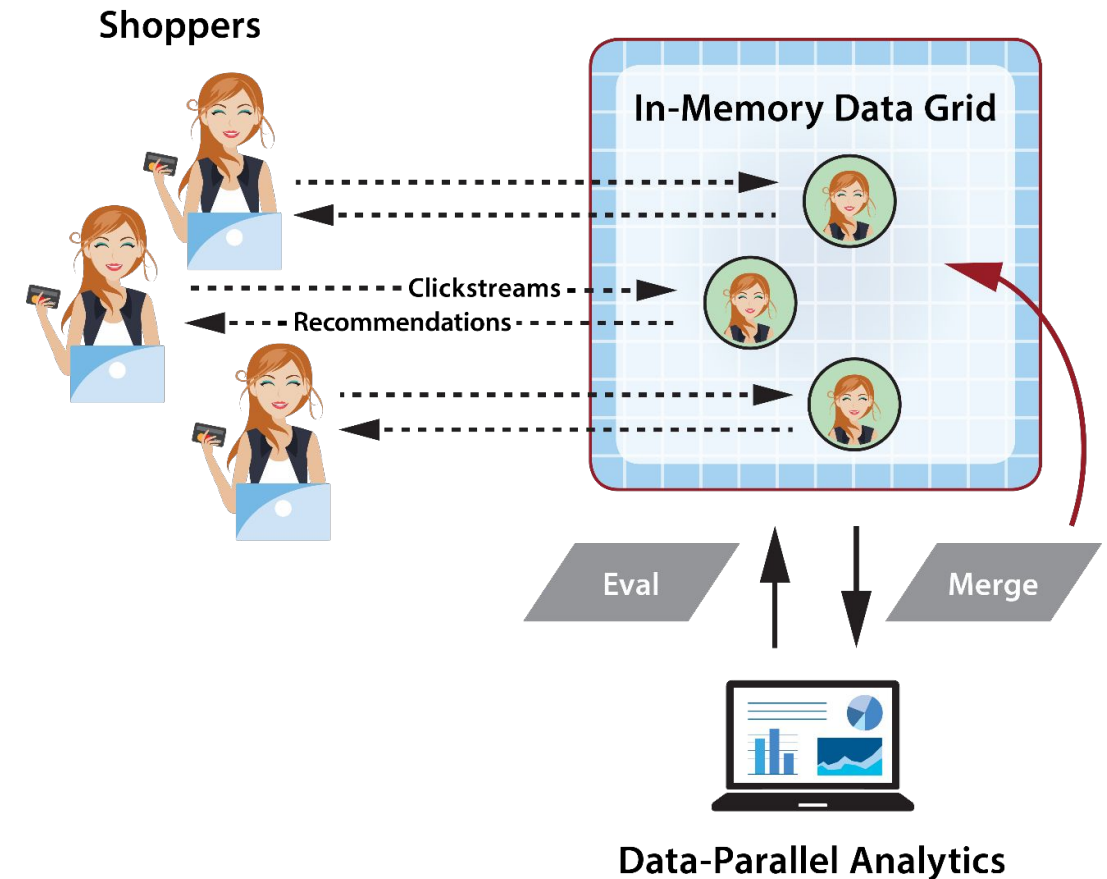 Shoppers
In-Memory Data Grid
Clickstreams
Recommendations
Eval
Merge
Data-Parallel Analytics